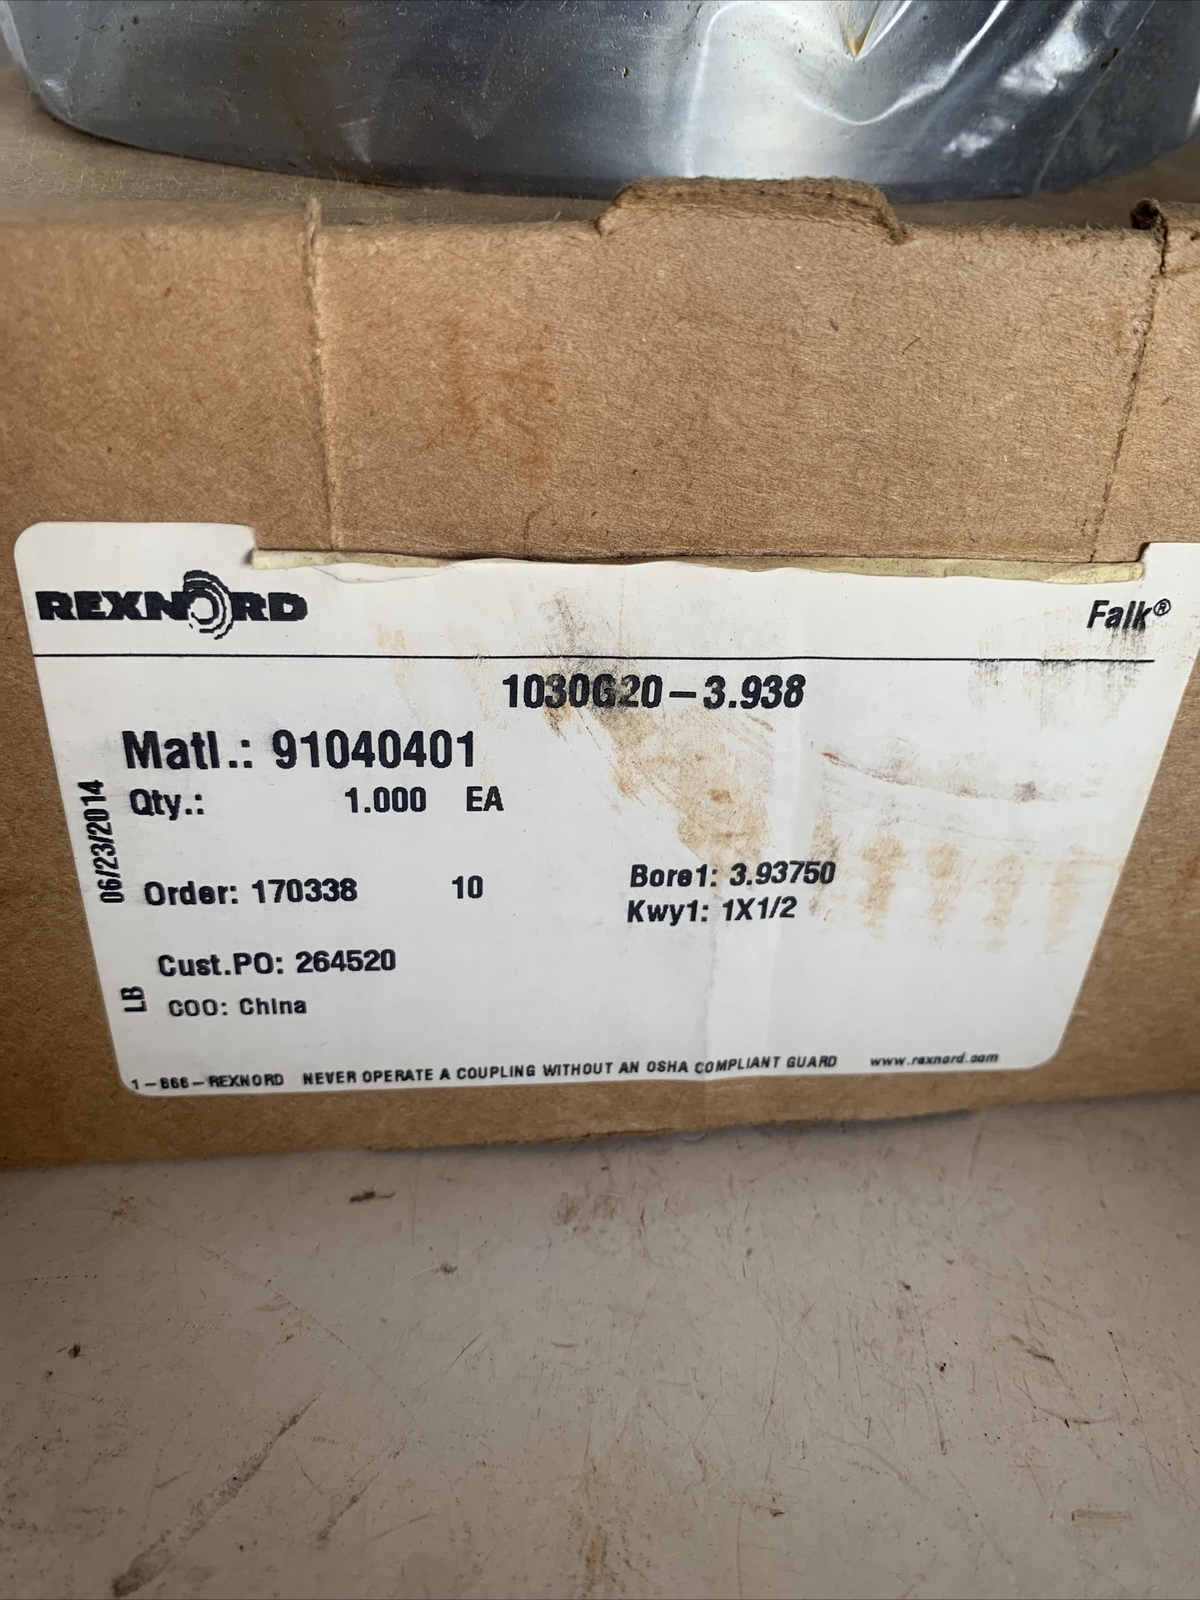 REXNORD
Falk®
1030G20-3.938
Matl.: 91040401
Qty.: 1.000 EA
06/23/2014
Order: 170338 10
Bore1: 3.93750
Kwy1: 1X1/2
Cust.PO: 264520
LB
COO: China
1-866-REXNORD NEVER OPERATE A COUPLING WITHOUT AN OSHA COMPLIANT GUARD www.rexnord.com